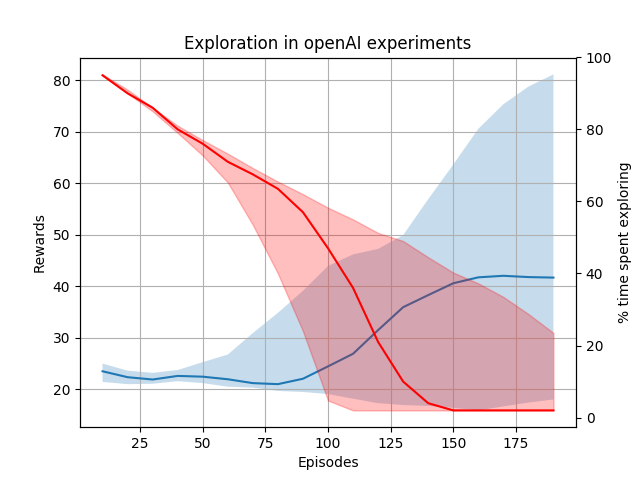 Exploration in openAI experiments
Rewards
80
70
60
50
40
30
20
100
80
60
40
20
0
% time spent exploring
25 50 75 100 125 150 175
Episodes